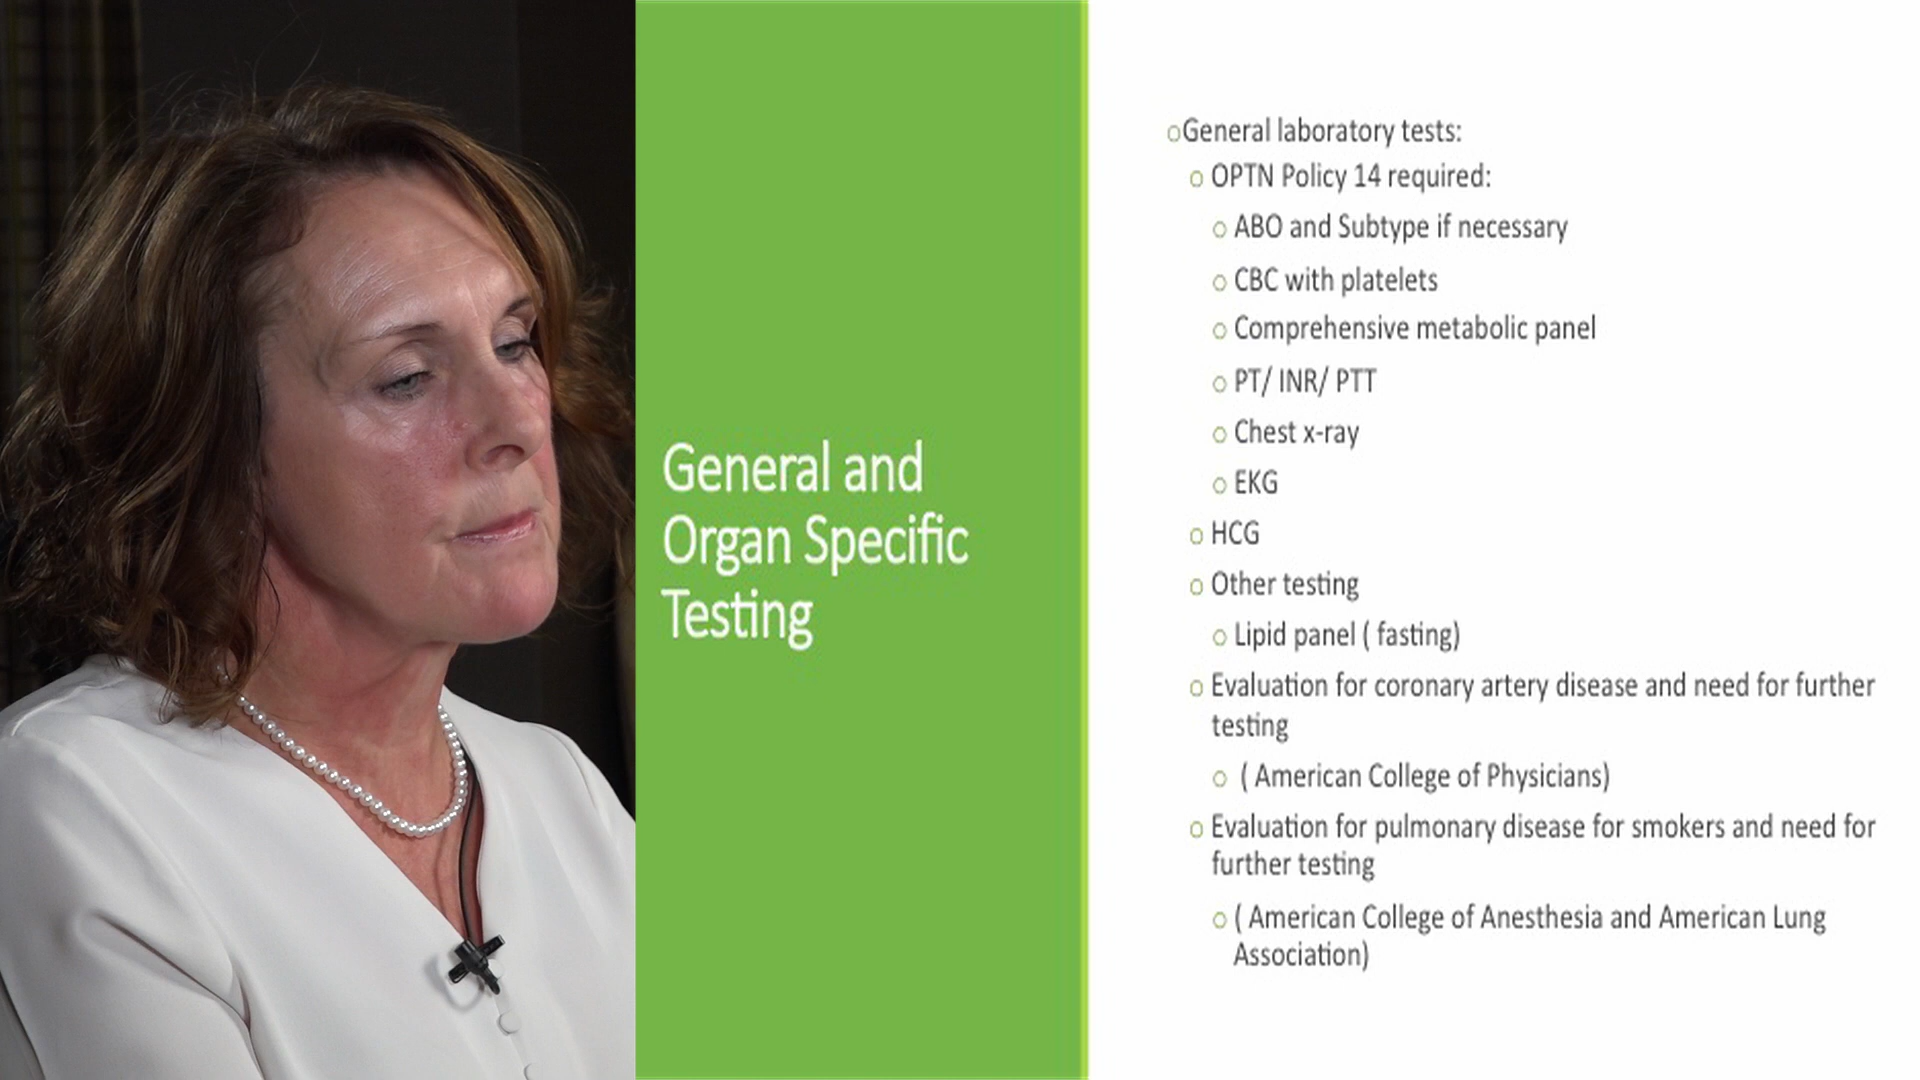 General and
Organ Specific
Testing
General laboratory tests:
OPTN Policy 14 required:
ABO and Subtype if necessary
CBC with platelets
Comprehensive metabolic panel
PT/ INR/ PTT
Chest x-ray
EKG
HCG
Other testing
Lipid panel ( fasting)
Evaluation for coronary artery disease and need for further
testing
( American College of Physicians)
Evaluation for pulmonary disease for smokers and need for
further testing
( American College of Anesthesia and American Lung
Association)